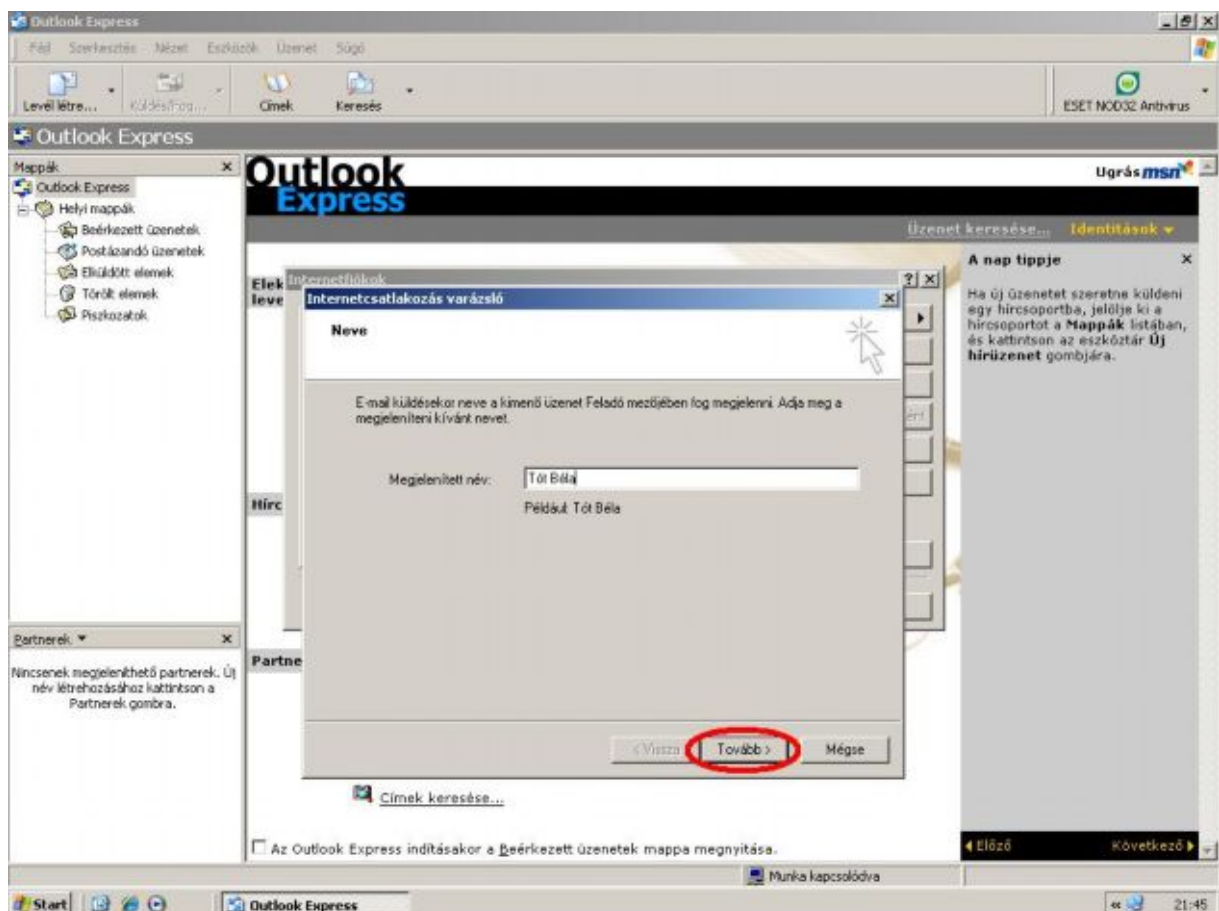 Outlook Express
Fájl Szerkesztés Nézet Eszközök Üzenet Súgó
Levél létre... Küldés/Fog... Címek Keresés ESET NOD32 Antivirus
Outlook Express
Mappák
Outlook Express
Helyi mappák
Beérkezett üzenetek
Postázandó üzenetek
Elküldött elemek
Törölt elemek
Piszkozatok
Outlook
Express
Ugrás msn
Üzenet keresése... Identitások
Elek
leve
Internetfiókok
Internetcsatlakozás varázsló
Neve
E-mail küldésekor neve a kimenő üzenet Feladó mezőjében fog megjelenni. Adja meg a
megjeleníteni kívánt nevet.
Megjelenített név: Tót Béla
Például: Tót Béla
Hírc
Partne
< Vissza Tovább > Mégse
Címek keresése...
Az Outlook Express indításakor a Beérkezett üzenetek mappa megnyitása.
A nap tippje
Ha új üzenetet szeretne küldeni
egy hírcsoportba, jelölje ki a
hírcsoportot a Mappák listában,
és kattintson az eszköztár Új
hírüzenet gombjára.
Előző Következő
Partnerek
Nincsenek megjeleníthető partnerek. Új
név létrehozásához kattintson a
Partnerek gombra.
Munka kapcsolódva
Start Outlook Express 21:45